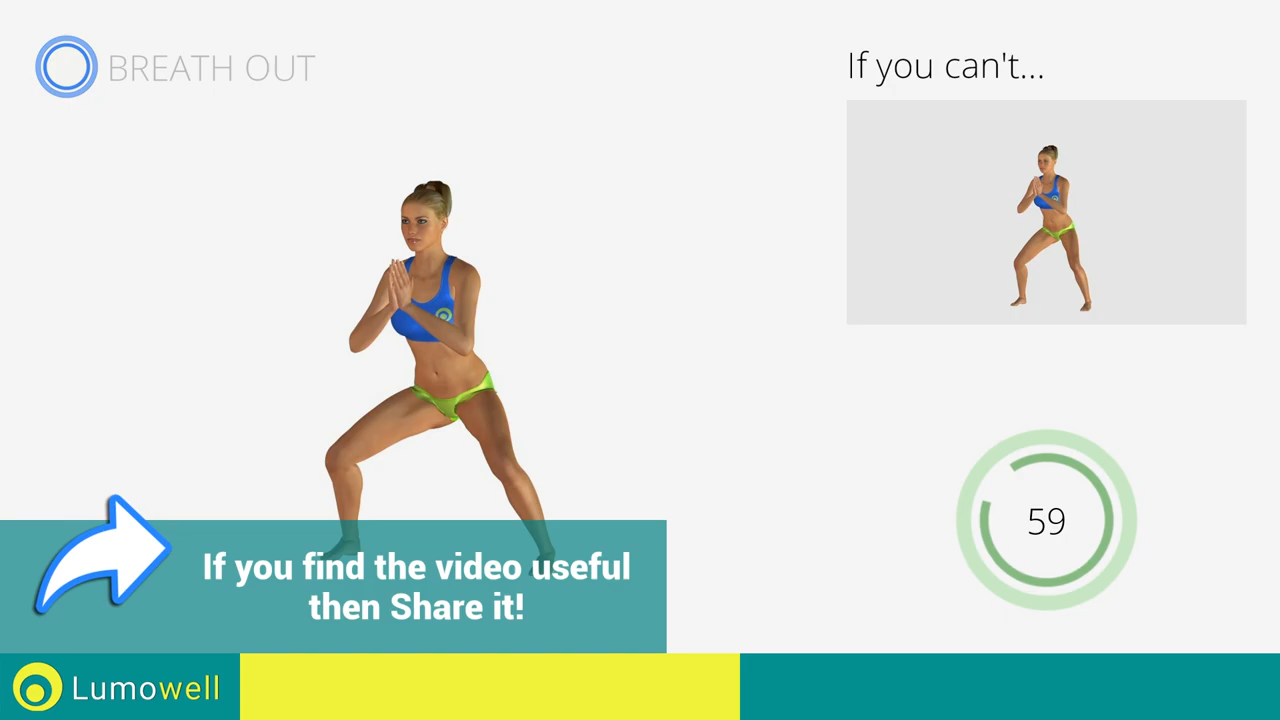 BREATH OUT
If you can't...
59
If you find the video useful
then Share it!
Lumowell